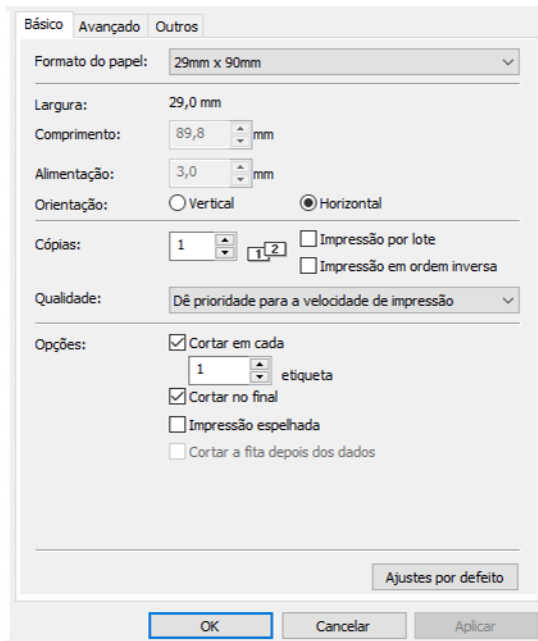 Básico Avançado Outros
Formato do papel: 29mm x 90mm
Largura: 29,0 mm
Comprimento: 89,8 mm
Alimentação: 3,0 mm
Orientação: Vertical Horizontal
Cópias: 1 1 2 Impressão por lote
Impressão em ordem inversa
Qualidade: Dê prioridade para a velocidade de impressão
Opções: Cortar em cada
1 etiqueta
Cortar no final
Impressão espelhada
Cortar a fita depois dos dados
Ajustes por defeito
OK Cancelar Aplicar